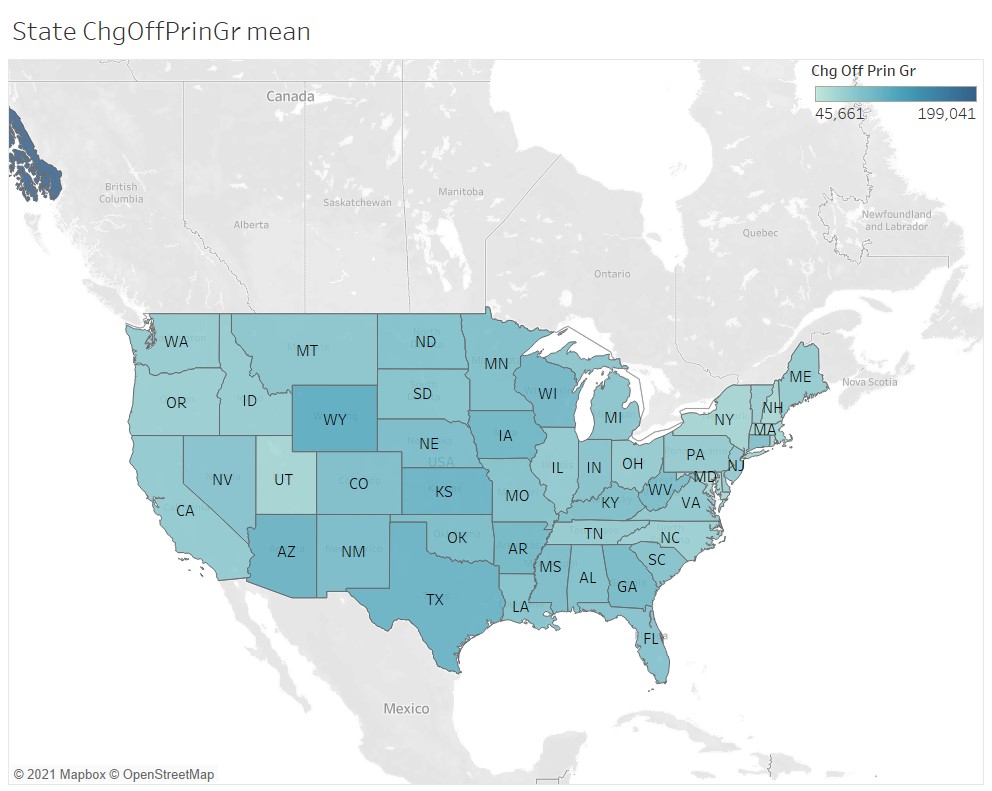 State ChgOffPrinGr mean
Chg Off Prin Gr
45,661 199,041
Canada
British
Columbia
Alberta
Saskatchewan
Manitoba
Ontario
Quebec
Newfoundland
and Labrador
Nova Scotia
WA
MT
ND
MN
ME
OR
ID
WY
SD
WI
MI
NY
NH
MA
NV
UT
CO
NE
USA
IA
IL
IN
OH
PA
NJ
MD
CA
KS
MO
KY
WV
VA
AZ
NM
OK
AR
TN
NC
SC
TX
LA
MS
AL
GA
FL
Mexico
© 2021 Mapbox © OpenStreetMap